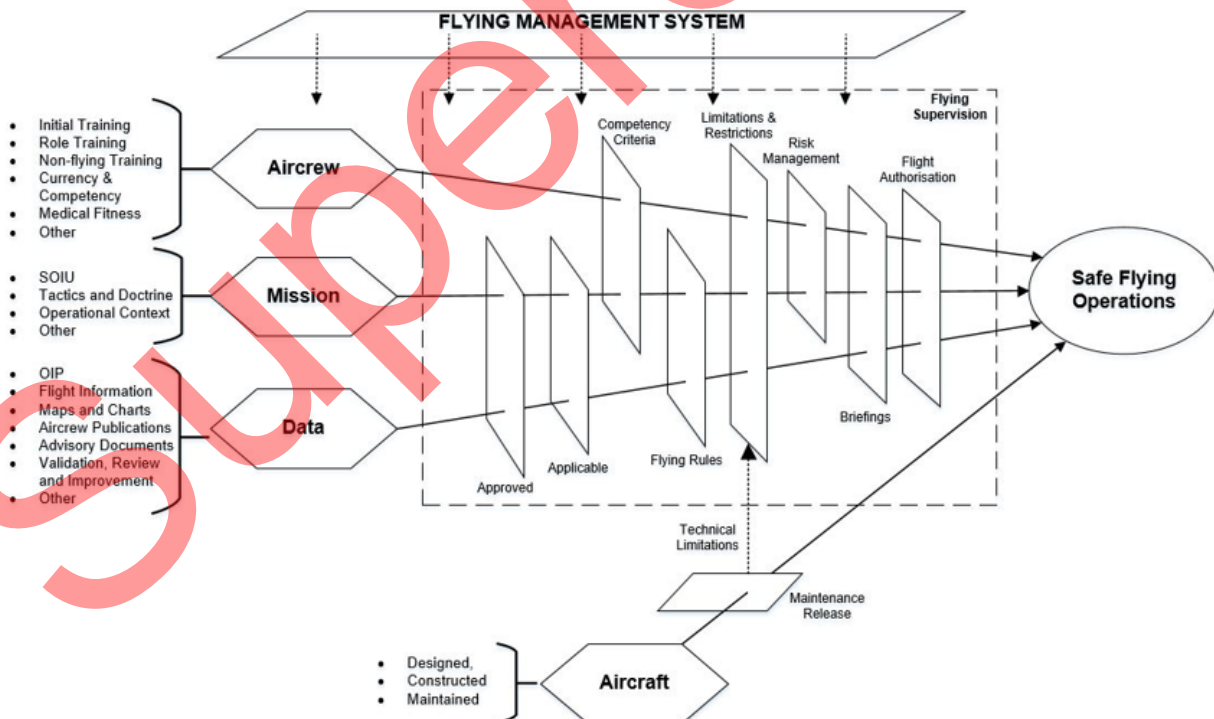 FLYING MANAGEMENT SYSTEM
Flying
Supervision
Competency
Criteria
Limitations &
Restrictions
Risk
Management
Flight
Authorisation
• Initial Training
• Role Training
• Non-flying Training
• Currency &
Competency
• Medical Fitness
• Other
Aircrew
• SOIU
• Tactics and Doctrine
• Operational Context
• Other
Mission
• OIP
• Flight Information
• Maps and Charts
• Aircrew Publications
• Advisory Documents
• Validation, Review
and Improvement
• Other
Data
Approved
Applicable
Flying Rules
Briefings
Safe Flying
Operations
Technical
Limitations
Maintenance
Release
• Designed,
• Constructed
• Maintained
Aircraft